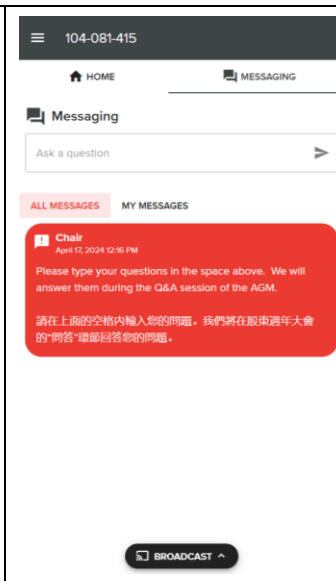 104-081-415
HOME
MESSAGING
Messaging
Ask a question
ALL MESSAGES
MY MESSAGES
Chair
April 17, 2024 12:16 PM
Please type your questions in the space above. We will
answer them during the Q&A session of the AGM.
請在上面的空格內輸入您的問題。我們將在股東週年大會
的“問答”環節回答您的問題。
BROADCAST